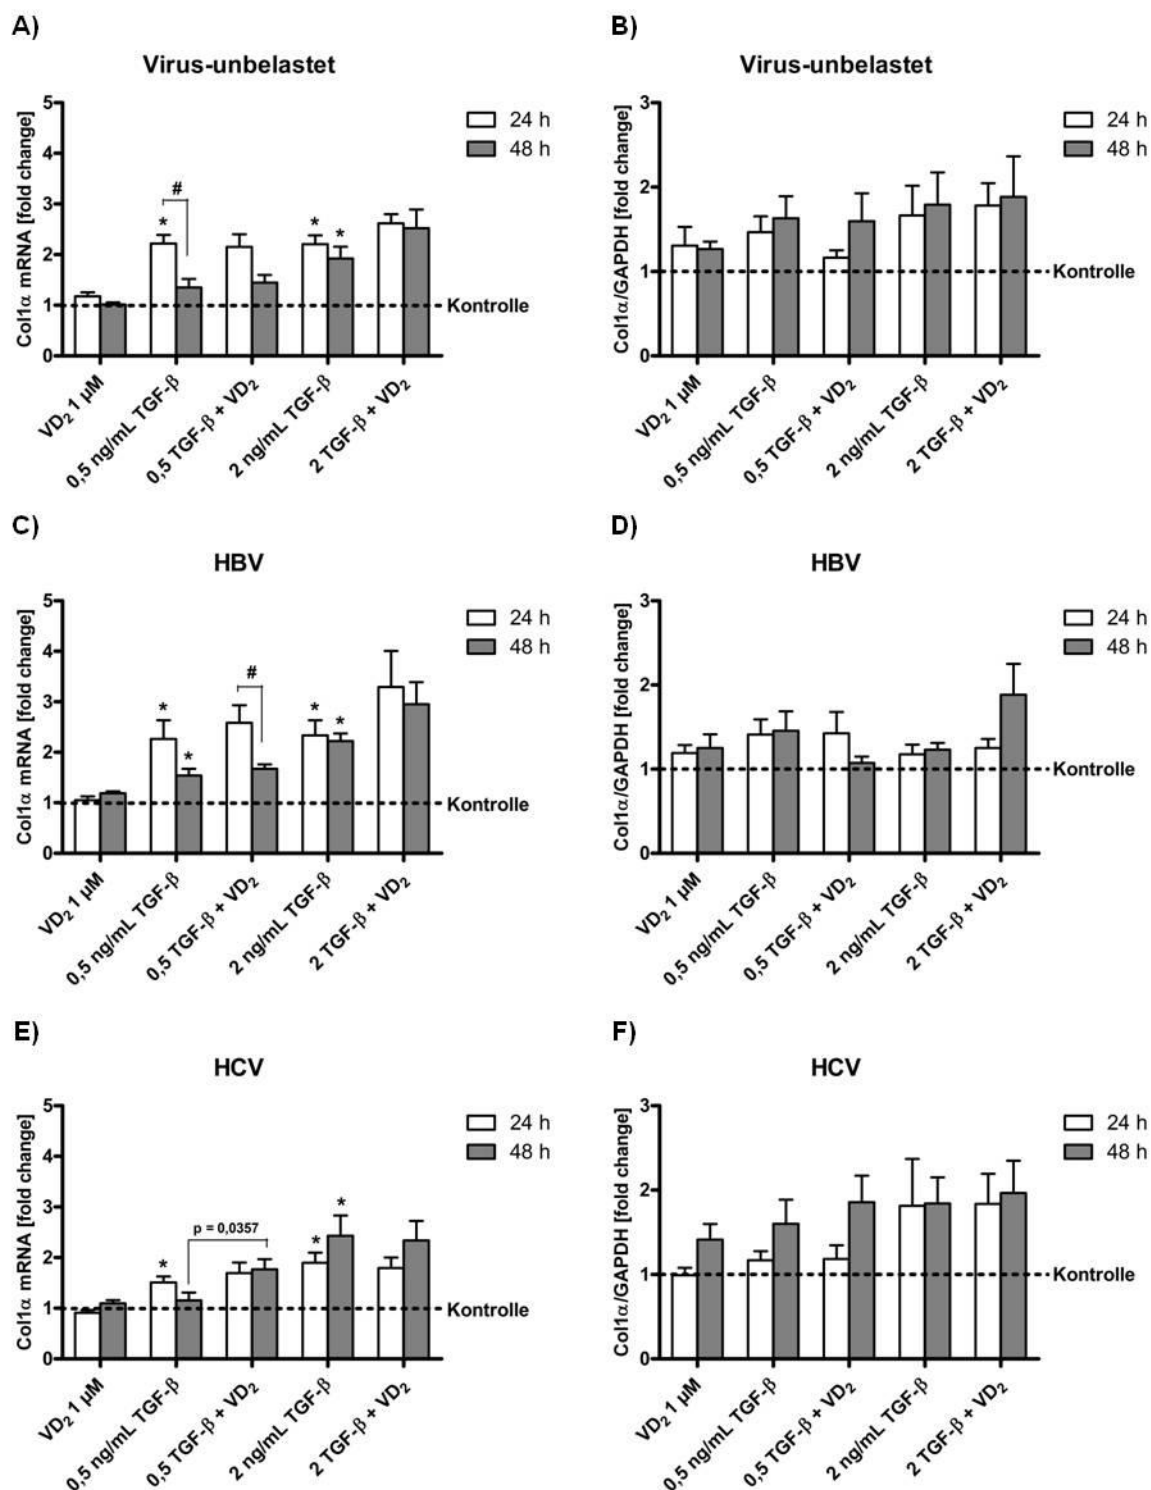 A)
Virus-unbelastet
Col1α mRNA [fold change]
5
4
3
2
1
0
24 h
48 h
#
*
*
*
Kontrolle
VD₂ 1 µM
0,5 ng/mL TGF-β
0,5 TGF-β + VD₂
2 ng/mL TGF-β
2 TGF-β + VD₂
B)
Virus-unbelastet
Col1α/GAPDH [fold change]
3
2
1
0
24 h
48 h
Kontrolle
VD₂ 1 µM
0,5 ng/mL TGF-β
0,5 TGF-β + VD₂
2 ng/mL TGF-β
2 TGF-β + VD₂
C)
HBV
Col1α mRNA [fold change]
5
4
3
2
1
0
24 h
48 h
#
*
*
*
*
Kontrolle
VD₂ 1 µM
0,5 ng/mL TGF-β
0,5 TGF-β + VD₂
2 ng/mL TGF-β
2 TGF-β + VD₂
D)
HBV
Col1α/GAPDH [fold change]
3
2
1
0
24 h
48 h
Kontrolle
VD₂ 1 µM
0,5 ng/mL TGF-β
0,5 TGF-β + VD₂
2 ng/mL TGF-β
2 TGF-β + VD₂
E)
HCV
Col1α mRNA [fold change]
5
4
3
2
1
0
24 h
48 h
p = 0,0357
*
*
*
Kontrolle
VD₂ 1 µM
0,5 ng/mL TGF-β
0,5 TGF-β + VD₂
2 ng/mL TGF-β
2 TGF-β + VD₂
F)
HCV
Col1α/GAPDH [fold change]
3
2
1
0
24 h
48 h
Kontrolle
VD₂ 1 µM
0,5 ng/mL TGF-β
0,5 TGF-β + VD₂
2 ng/mL TGF-β
2 TGF-β + VD₂